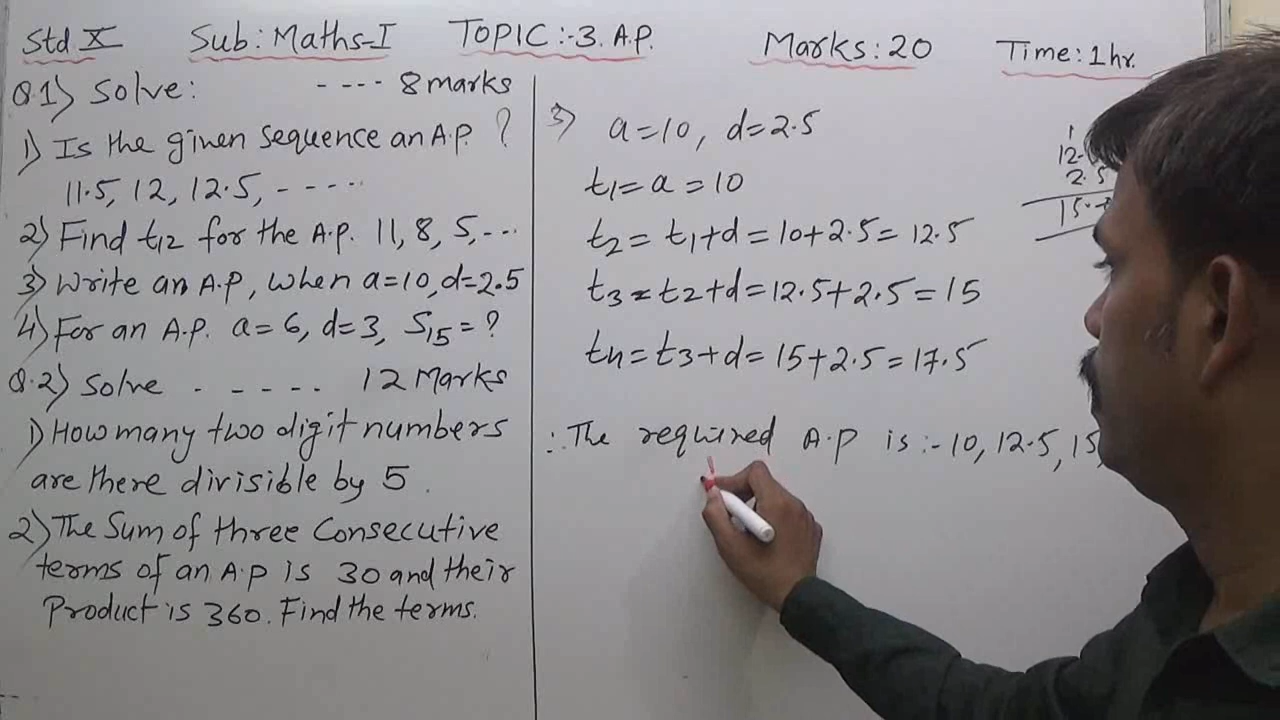 Std X Sub: Maths-I TOPIC:-3. A.P. Marks: 20 Time: 1hr.
Q.1) Solve: ---- 8 marks
1) Is the given sequence an A.P. ?
11.5, 12, 12.5, -----
2) Find t12 for the A.P. 11, 8, 5, ---
3) Write an A.P, when a=10, d=2.5
4) For an A.P. a=6, d=3, S15=?
Q.2) Solve ------ 12 Marks
1) How many two digit numbers
are there divisible by 5.
2) The Sum of three Consecutive
terms of an A.P is 30 and their
Product is 360. Find the terms.
3) a=10, d=2.5
t1=a=10
t2=t1+d=10+2.5=12.5
t3=t2+d=12.5+2.5=15
t4=t3+d=15+2.5=17.5
∴ The required A.P is:- 10, 12.5, 15,
1
12.
2.5
15.